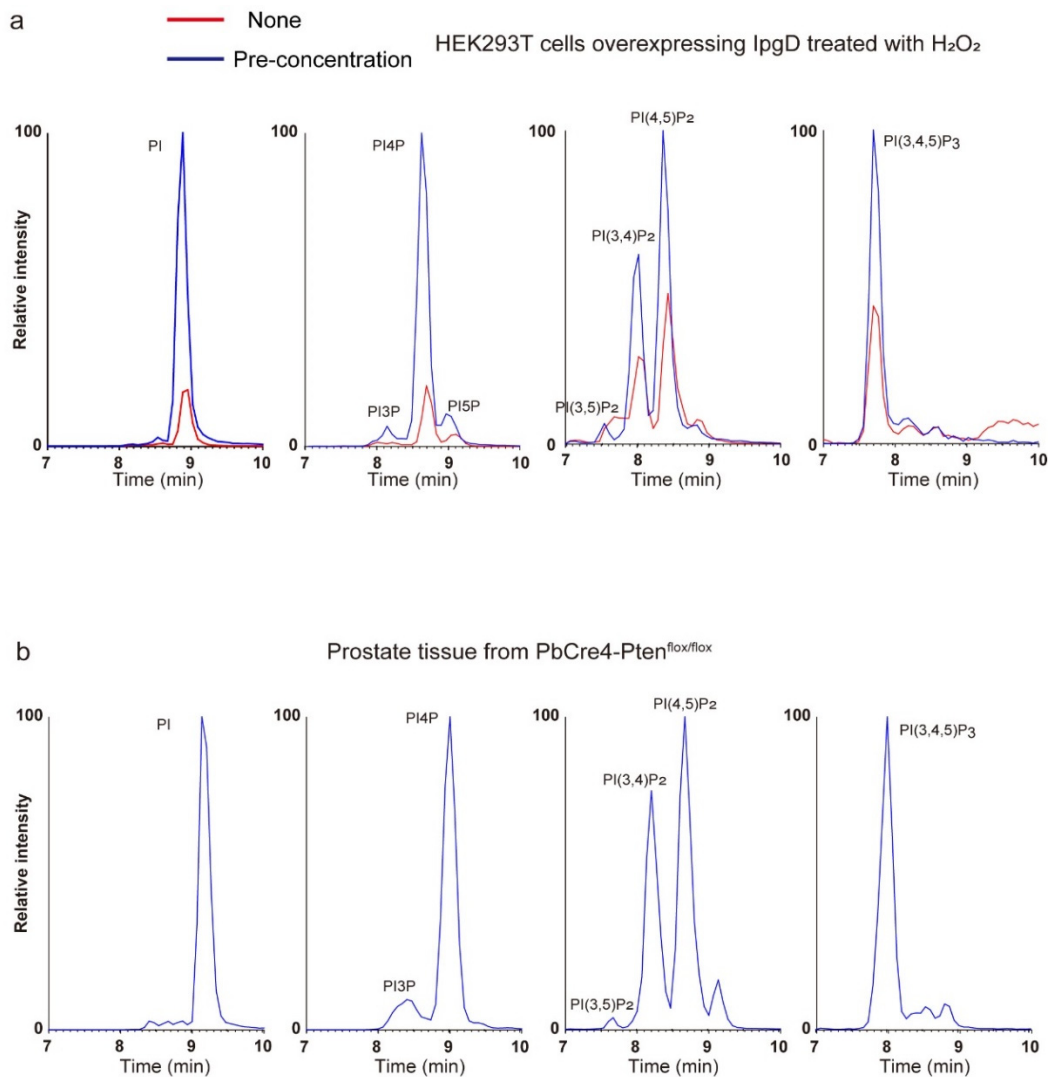 a
None
Pre-concentration
HEK293T cells overexpressing IpgD treated with H₂O₂
Relative intensity
100
0
PI
7 8 9 10
Time (min)
100
0
PI4P
PI3P
PI5P
7 8 9 10
Time (min)
100
0
PI(4,5)P₂
PI(3,4)P₂
PI(3,5)P₂
7 8 9 10
Time (min)
100
0
PI(3,4,5)P₃
7 8 9 10
Time (min)
b
Prostate tissue from PbCre4-Pten^flox/flox
Relative intensity
100
0
PI
7 8 9 10
Time (min)
100
0
PI4P
PI3P
7 8 9 10
Time (min)
100
0
PI(4,5)P₂
PI(3,4)P₂
PI(3,5)P₂
7 8 9 10
Time (min)
100
0
PI(3,4,5)P₃
7 8 9 10
Time (min)